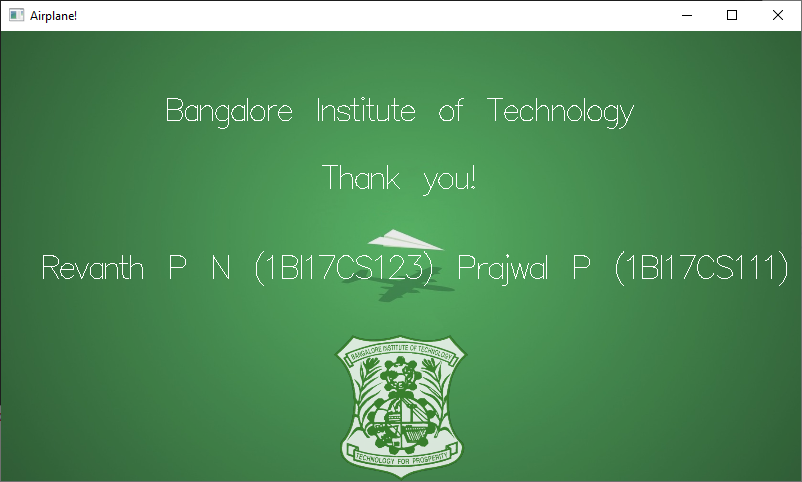 Airplane!
Bangalore Institute of Technology
Thank you!
Revanth P N (1BI17CS123) Prajwal P (1BI17CS111)
BANGALORE INSTITUTE OF TECHNOLOGY
TECHNOLOGY FOR PROSPERITY